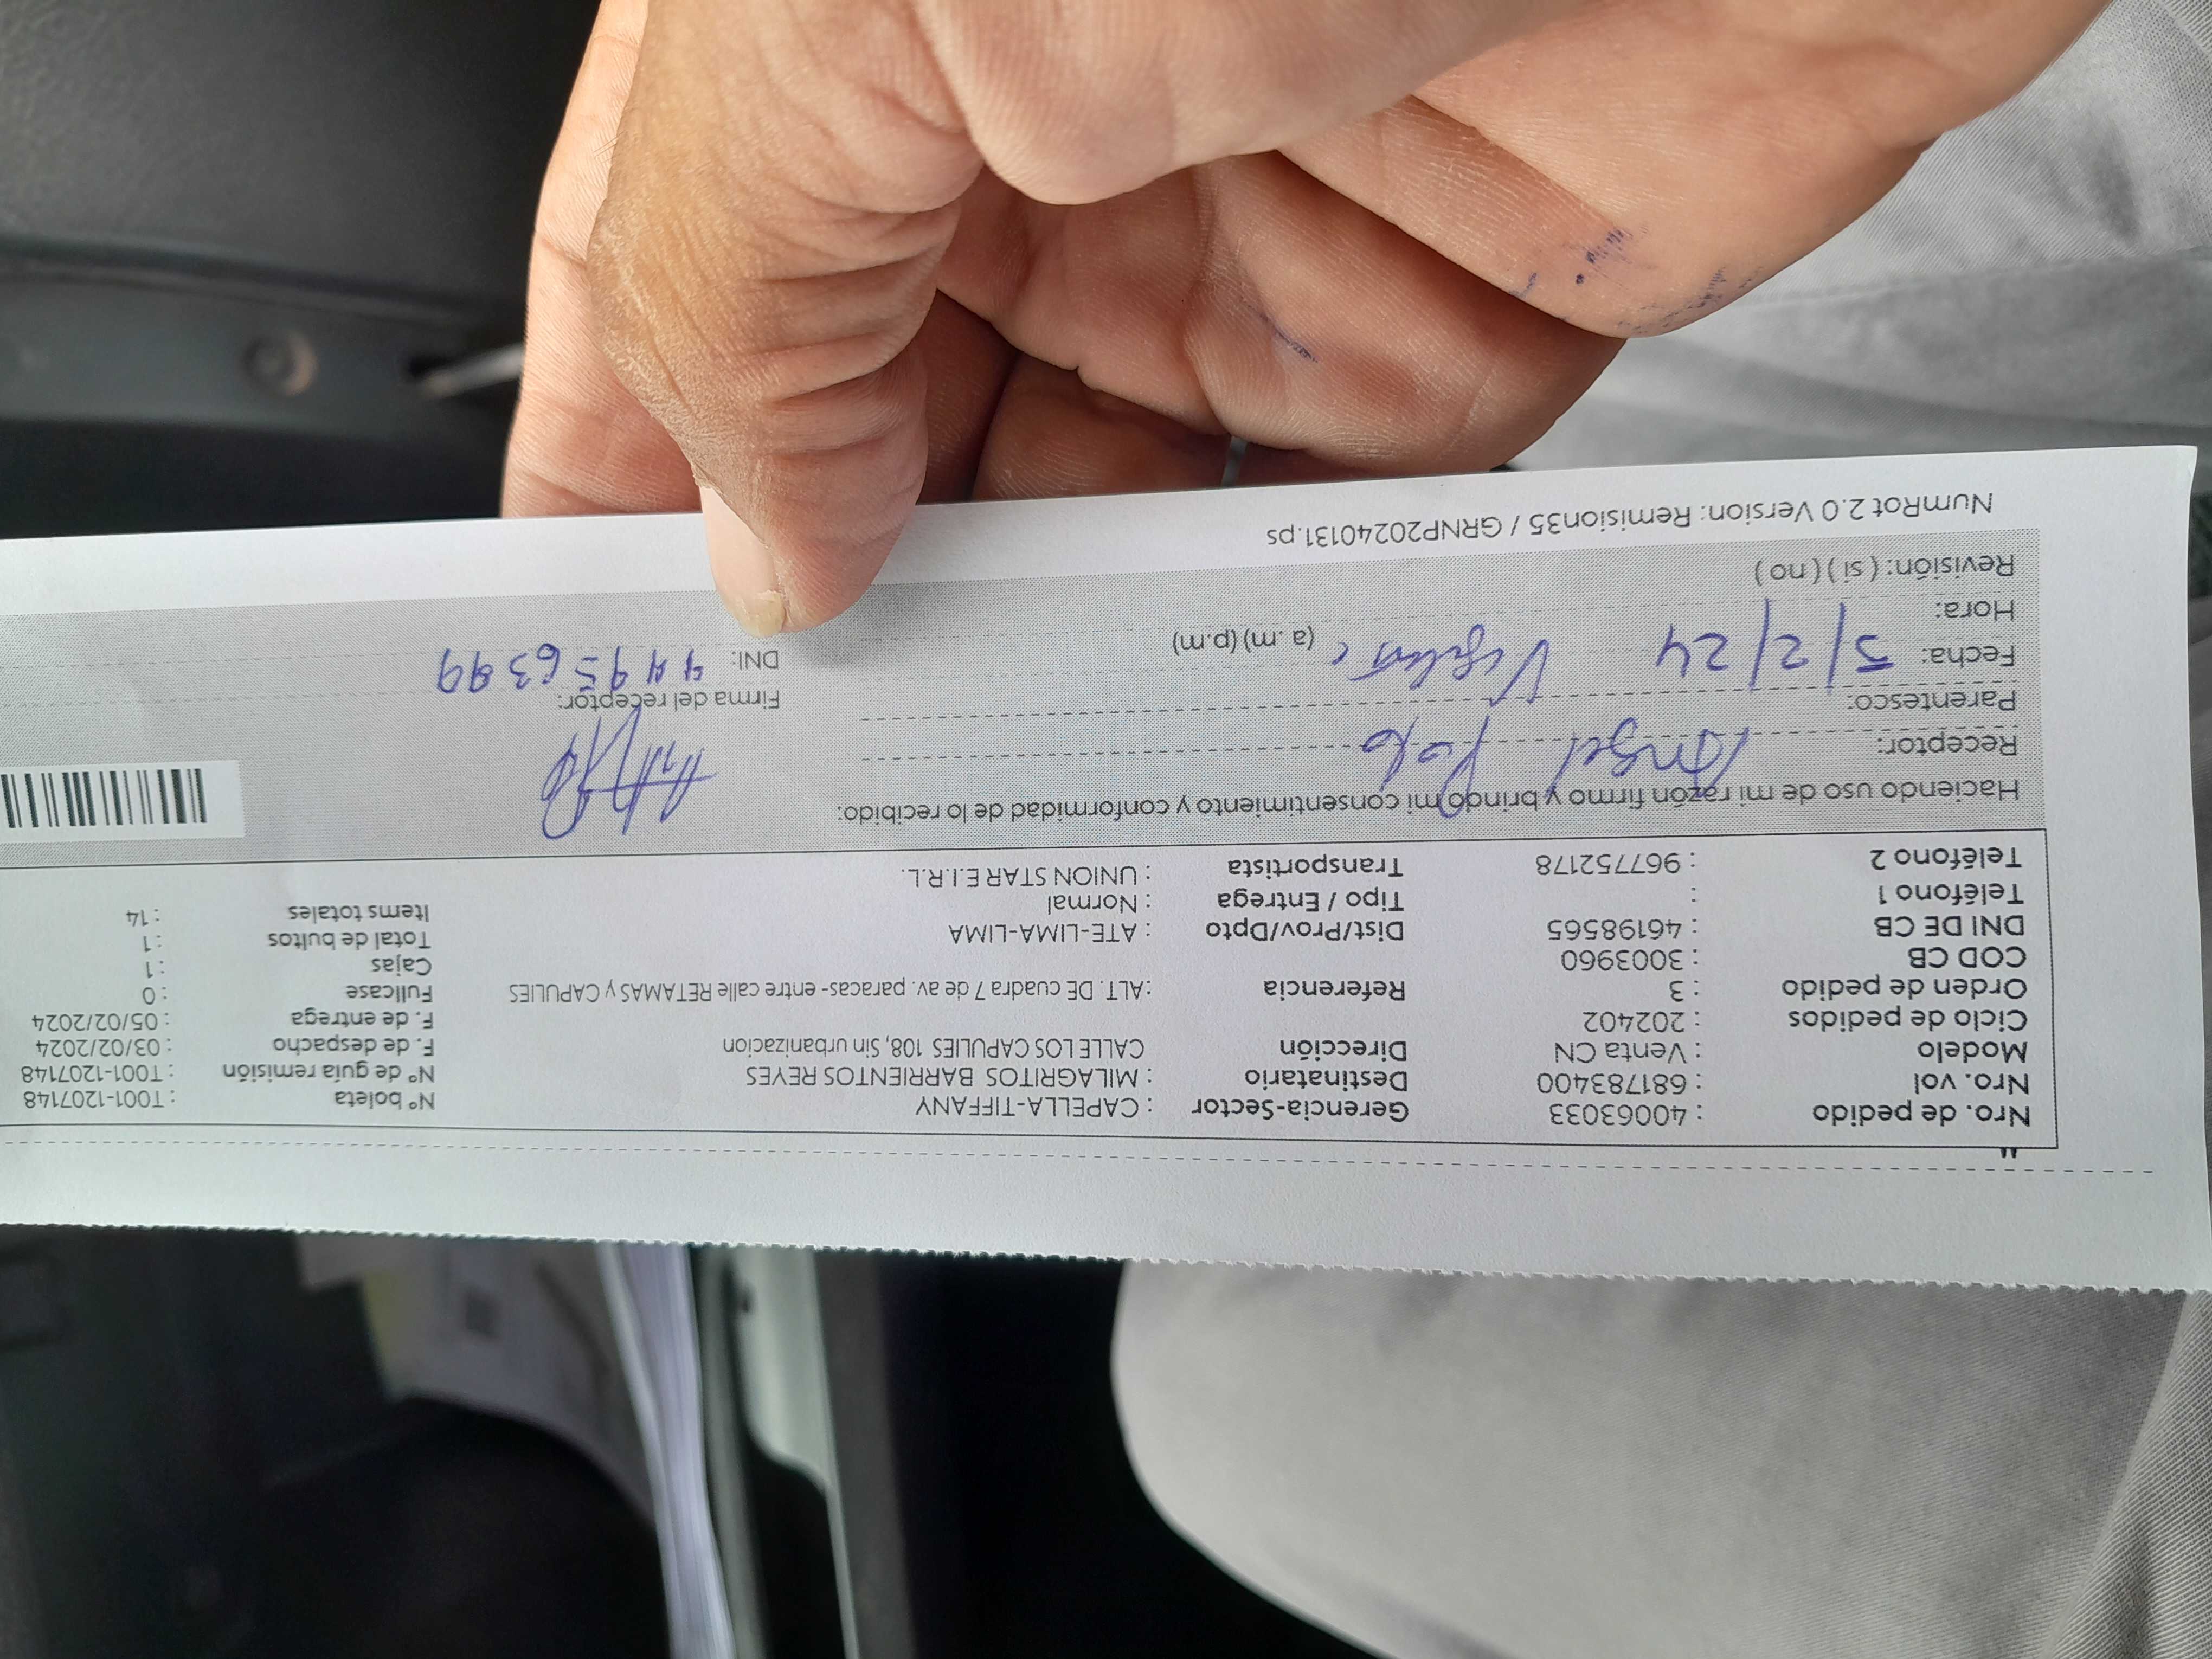 Nro. de pedido : 40063033 Gerencia-Sector : CAPELLA-TIFFANY Nº boleta : T001-1207148
Nro. vol : 681783400 Destinatario : MILAGRITOS BARRIENTOS REYES Nº de guía remisión : T001-1207148
Modelo : Venta CN Dirección CALLE LOS CAPULIES 108, Sin urbanizacion F. de despacho : 03/02/2024
Ciclo de pedidos : 202402 F. de entrega : 05/02/2024
Orden de pedido : 3 Referencia : ALT. DE cuadra 7 de av. paracas- entre calle RETAMAS y CAPULIES Fullcase : 0
COD CB : 3003960 Cajas : 1
DNI DE CB : 46198565 Dist/Prov/Dpto : ATE-LIMA-LIMA Total de bultos : 1
Teléfono 1 : Tipo / Entrega : Normal Items totales : 14
Teléfono 2 : 967752178 Transportista : UNION STAR E.I.R.L.
Haciendo uso de mi razón firmo y brindo mi consentimiento y conformidad de lo recibido:
Receptor: Angel Polo
Parentesco: Firma del receptor:
Fecha: 5/2/24 DNI:
Hora: (a. m) (p.m)
Revisión: ( si ) ( no )
NumRot 2.0 Version: Remision35 / GRNP20240131.ps